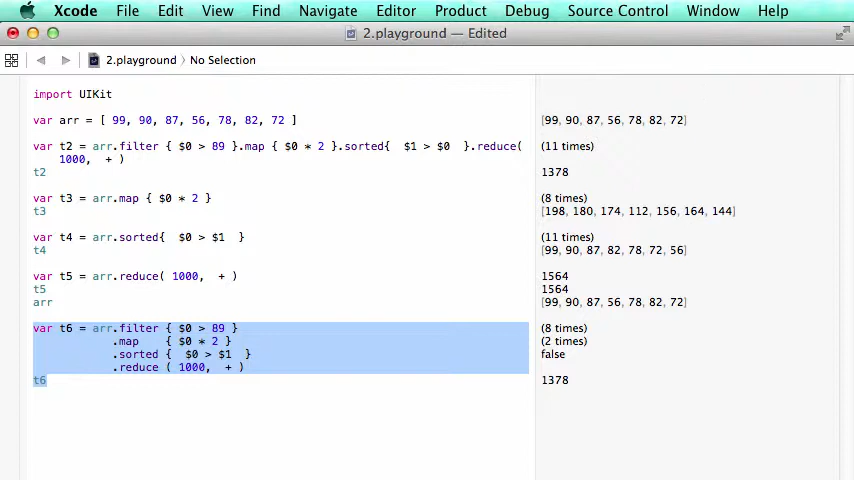 Xcode File Edit View Find Navigate Editor Product Debug Source Control Window Help
2.playground — Edited
2.playground 〉 No Selection
import UIKit
var arr = [ 99, 90, 87, 56, 78, 82, 72 ] [99, 90, 87, 56, 78, 82, 72]
var t2 = arr.filter { $0 > 89 }.map { $0 * 2 }.sorted{  $1 > $0  }.reduce( (11 times)
1000,  + )
t2 1378
var t3 = arr.map { $0 * 2 } (8 times)
t3 [198, 180, 174, 112, 156, 164, 144]
var t4 = arr.sorted{  $0 > $1  } (11 times)
t4 [99, 90, 87, 82, 78, 72, 56]
var t5 = arr.reduce( 1000,  + ) 1564
t5 1564
arr [99, 90, 87, 56, 78, 82, 72]
var t6 = arr.filter { $0 > 89 } (8 times)
.map    { $0 * 2 } (2 times)
.sorted {  $0 > $1  } false
.reduce ( 1000,  + )
t6 1378